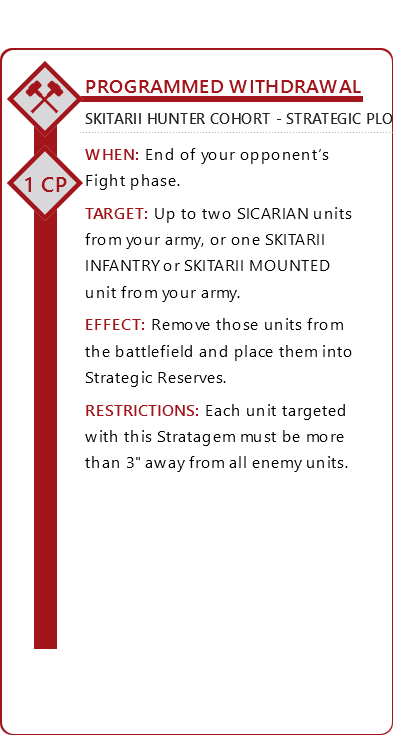 PROGRAMMED WITHDRAWAL
SKITARII HUNTER COHORT - STRATEGIC PLO
WHEN: End of your opponent's
1 CP
Fight phase.
TARGET: Up to two SICARIAN units
from your army, or one SKITARII
INFANTRY or SKITARII MOUNTED
unit from your army.
EFFECT: Remove those units from
the battlefield and place them into
Strategic Reserves.
RESTRICTIONS: Each unit targeted
with this Stratagem must be more
than 3" away from all enemy units.